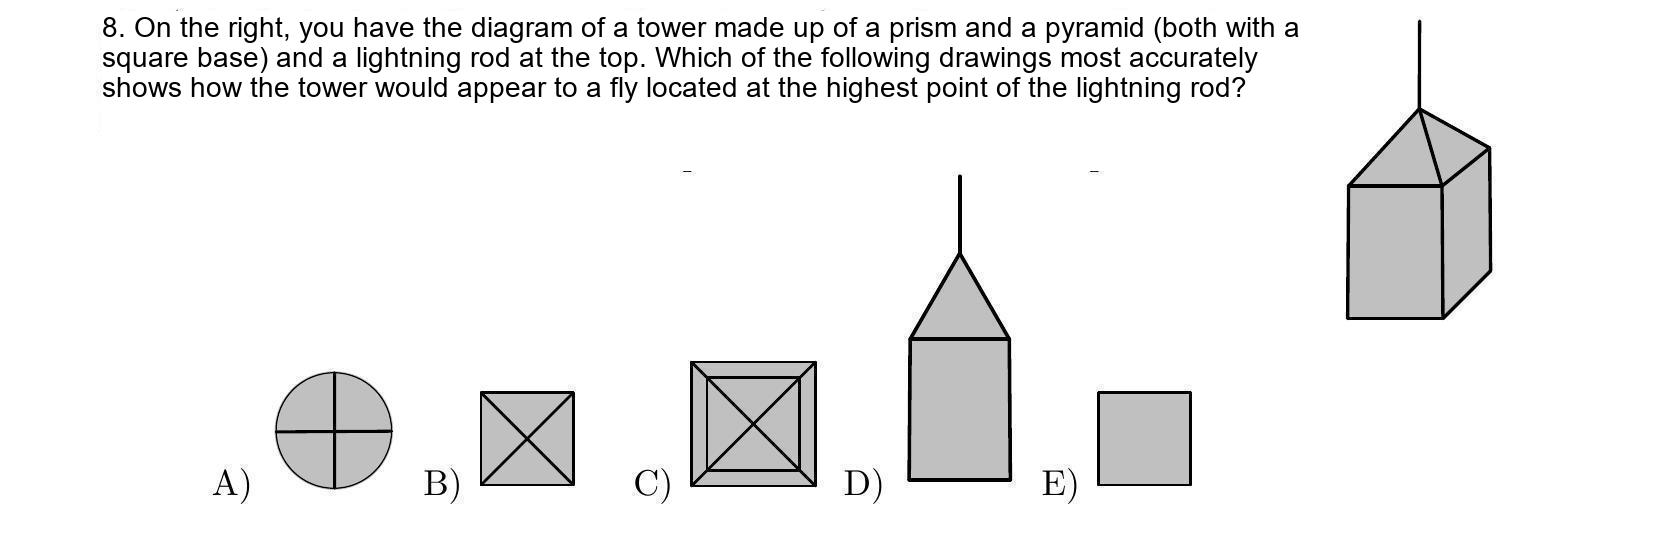 8. On the right, you have the diagram of a tower made up of a prism and a pyramid (both with a
square base) and a lightning rod at the top. Which of the following drawings most accurately
shows how the tower would appear to a fly located at the highest point of the lightning rod?
A) B) C) D) E)